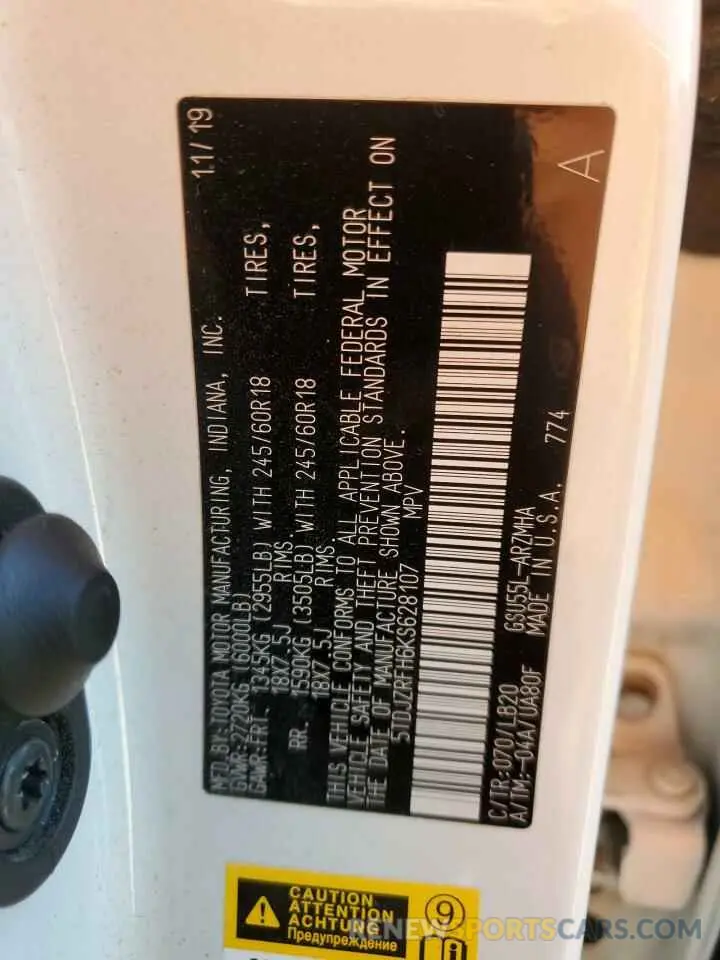 MFD.BY:TOYOTA MOTOR MANUFACTURING, INDIANA, INC. 11/19
GVWR:2720KG (6000LB)
GAWR:FRT. 1345KG (2955LB) WITH 245/60R18 TIRES,
18X7.5J RIMS.
RR. 1590KG (3505LB) WITH 245/60R18 TIRES,
18X7.5J RIMS.
THIS VEHICLE CONFORMS TO ALL APPLICABLE FEDERAL MOTOR
VEHICLE SAFETY AND THEFT PREVENTION STANDARDS IN EFFECT ON
THE DATE OF MANUFACTURE SHOWN ABOVE.
5TDJZRFH6KS628107 MPV
C/TR:070/LB20 GSU55L-ARZMHA
A/TM:-04A/UA80F MADE IN U.S.A. 774
A
CAUTION
ATTENTION
ACHTUNG
Предупреждение
9
RENEWSPORTSCARS.COM